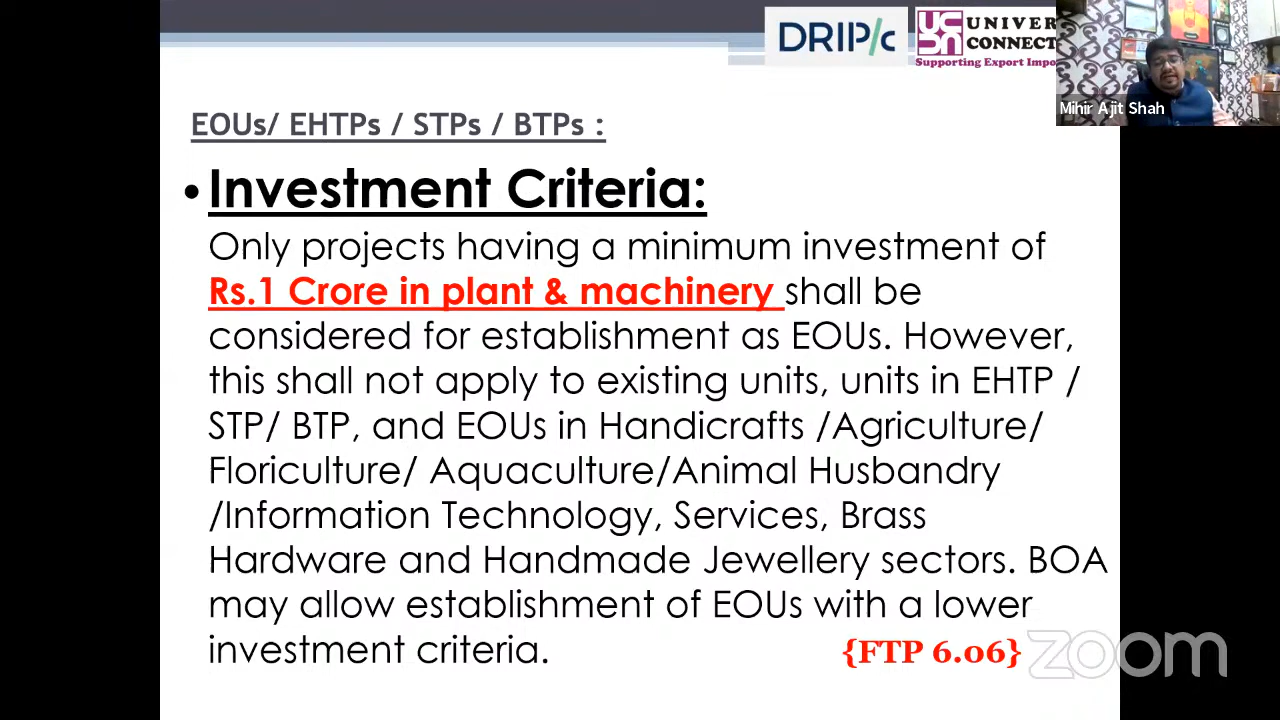 DRIP/c
UNIVER
CONNECT
Supporting Export Impo
Mihir Ajit Shah
EOUs/ EHTPs / STPs / BTPs :
• Investment Criteria:
Only projects having a minimum investment of
Rs.1 Crore in plant & machinery shall be
considered for establishment as EOUs. However,
this shall not apply to existing units, units in EHTP /
STP/ BTP, and EOUs in Handicrafts /Agriculture/
Floriculture/ Aquaculture/Animal Husbandry
/Information Technology, Services, Brass
Hardware and Handmade Jewellery sectors. BOA
may allow establishment of EOUs with a lower
investment criteria. {FTP 6.06}
zoom